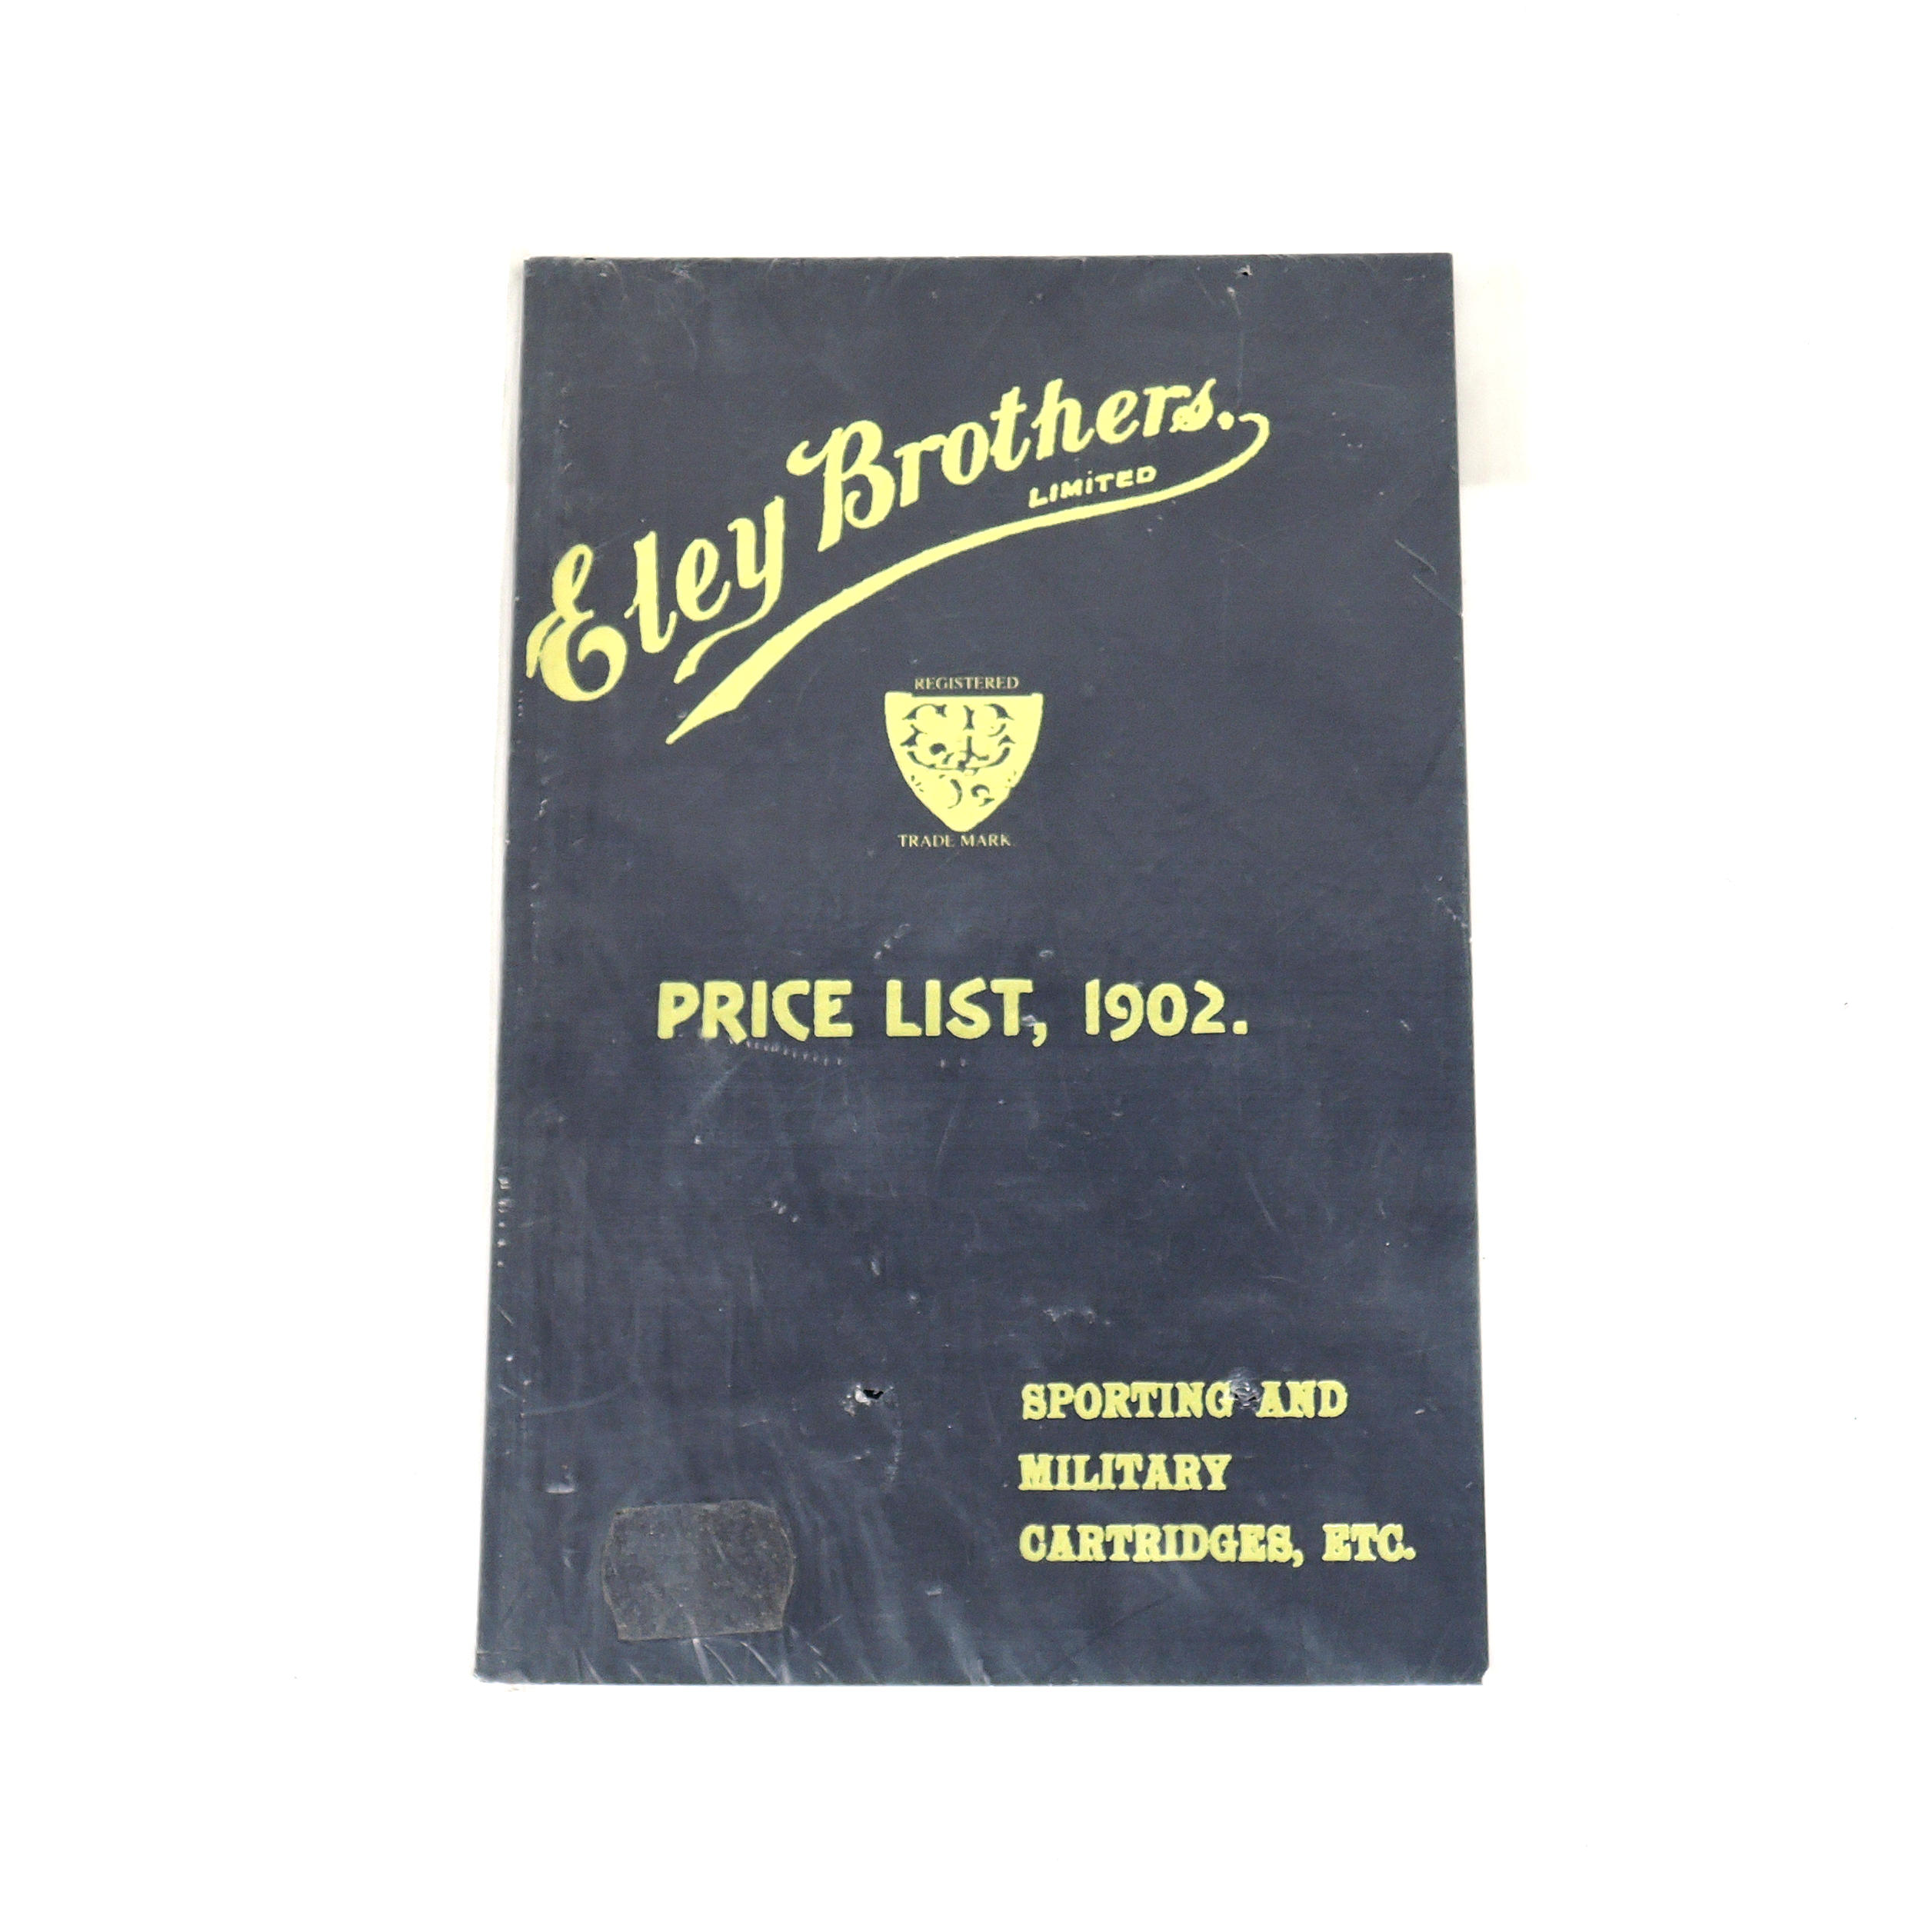 Eley Brothers.
LIMITED
REGISTERED
TRADE MARK
PRICE LIST, 1902.
SPORTING AND
MILITARY
CARTRIDGES, ETC.